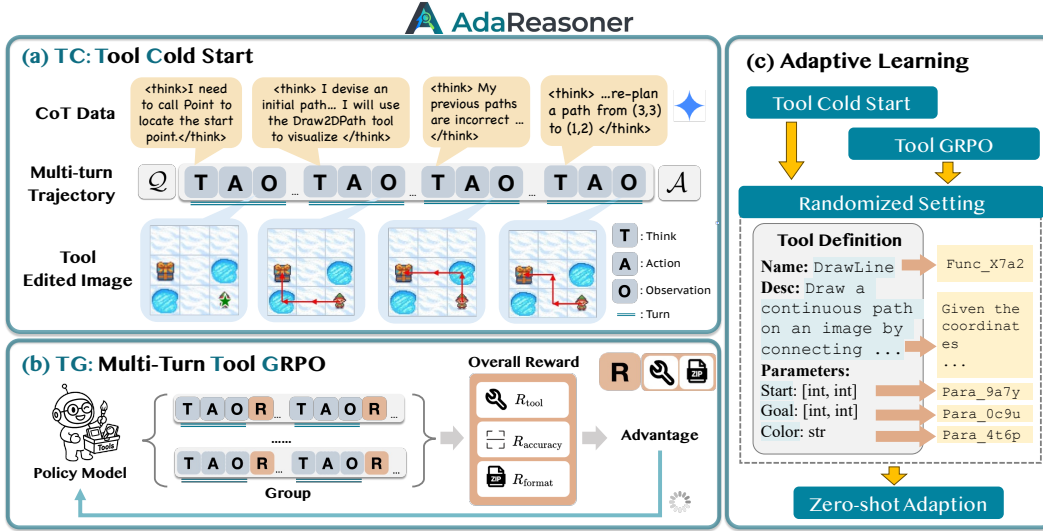 AdaReasoner
(a) TC: Tool Cold Start
CoT Data
<think>I need
to call Point to
locate the start
point.</think>
<think> I devise an
initial path... I will use
the Draw2DPath tool
to visualize </think>
<think> My
previous paths
are incorrect ...
</think>
<think> ...re-plan
a path from (3,3)
to (1,2) </think>
Multi-turn
Trajectory
Q T A O ... T A O ... T A O ... T A O A
Tool
Edited Image
T : Think
A : Action
O : Observation
: Turn
(b) TG: Multi-Turn Tool GRPO
Tools
Policy Model
T A O R ... T A O R ...
......
T A O R ... T A O R ...
Group
Overall Reward
R_tool
R_accuracy
ZIP R_format
R ZIP
Advantage
(c) Adaptive Learning
Tool Cold Start
Tool GRPO
Randomized Setting
Tool Definition
Name: DrawLine
Desc: Draw a
continuous path
on an image by
connecting ...
Parameters:
Start: [int, int]
Goal: [int, int]
Color: str
Func_X7a2
Given the
coordinat
es
...
Para_9a7y
Para_0c9u
Para_4t6p
Zero-shot Adaption